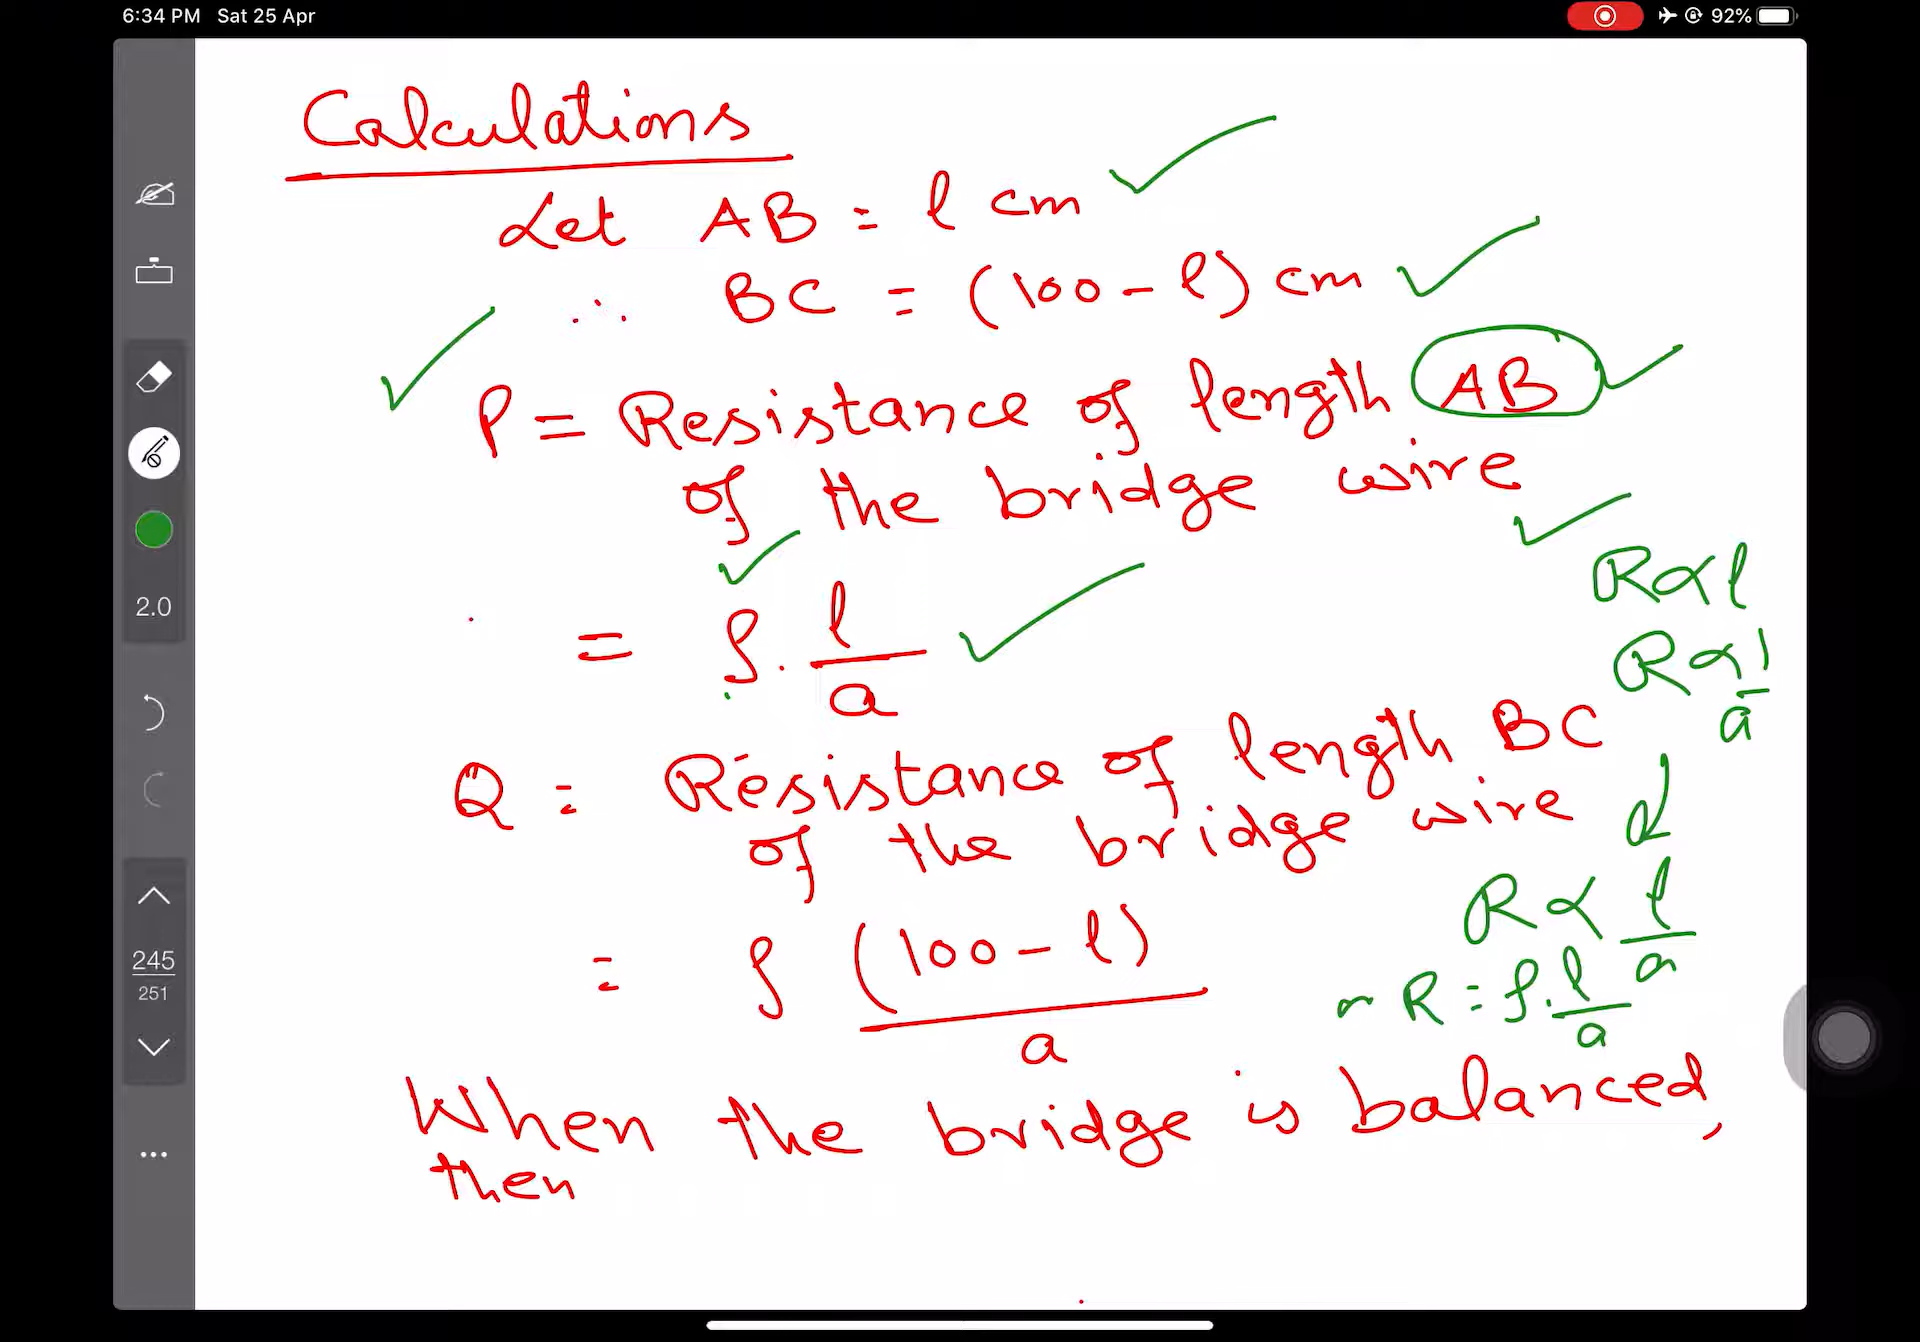 6:34 PM Sat 25 Apr
92%
Calculations
Let AB = l cm
∴ BC = (100 - l) cm
P = Resistance of length AB
of the bridge wire
= ρ . l/a
R ∝ l
R ∝ 1/a
Q = Resistance of length BC
of the bridge wire
= ρ (100 - l)/a
R ∝ l/a
R = ρ . l/a
When the bridge is balanced,
then
2.0
245
251